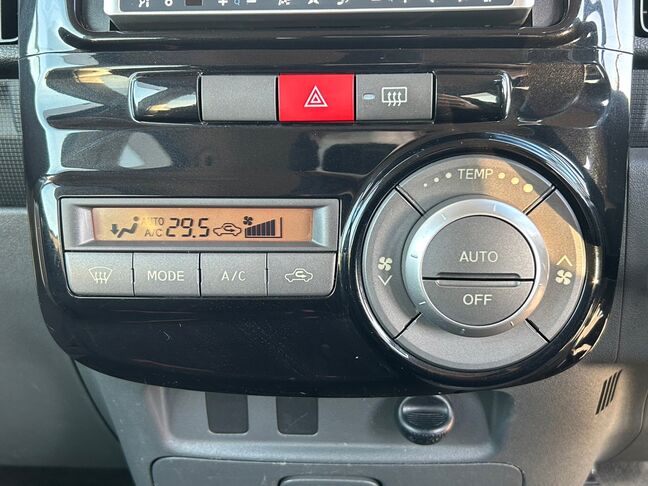 TEMP
AUTO
A/C
29.5
AUTO
OFF
MODE
A/C